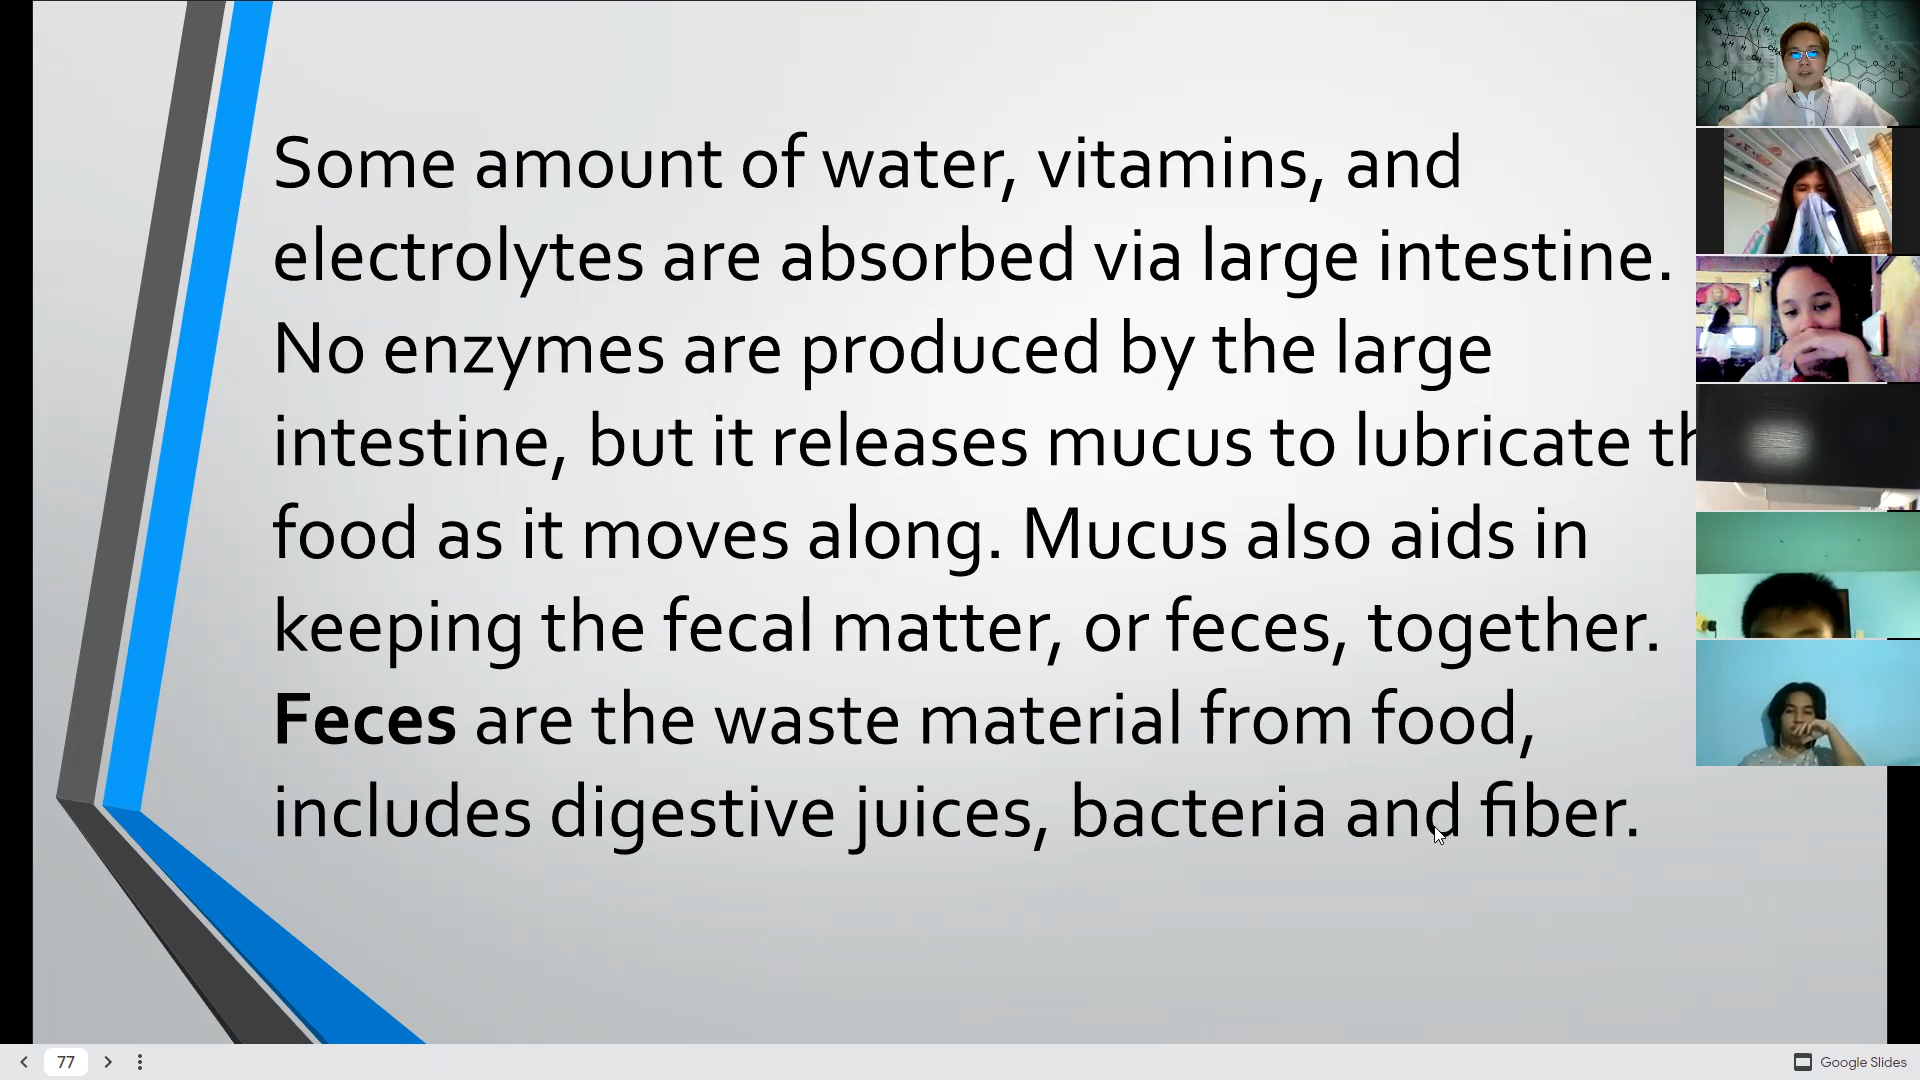 Some amount of water, vitamins, and
electrolytes are absorbed via large intestine.
No enzymes are produced by the large
intestine, but it releases mucus to lubricate
food as it moves along. Mucus also aids in
keeping the fecal matter, or feces, together.
Feces are the waste material from food,
includes digestive juices, bacteria and fiber.
77
Google Slides